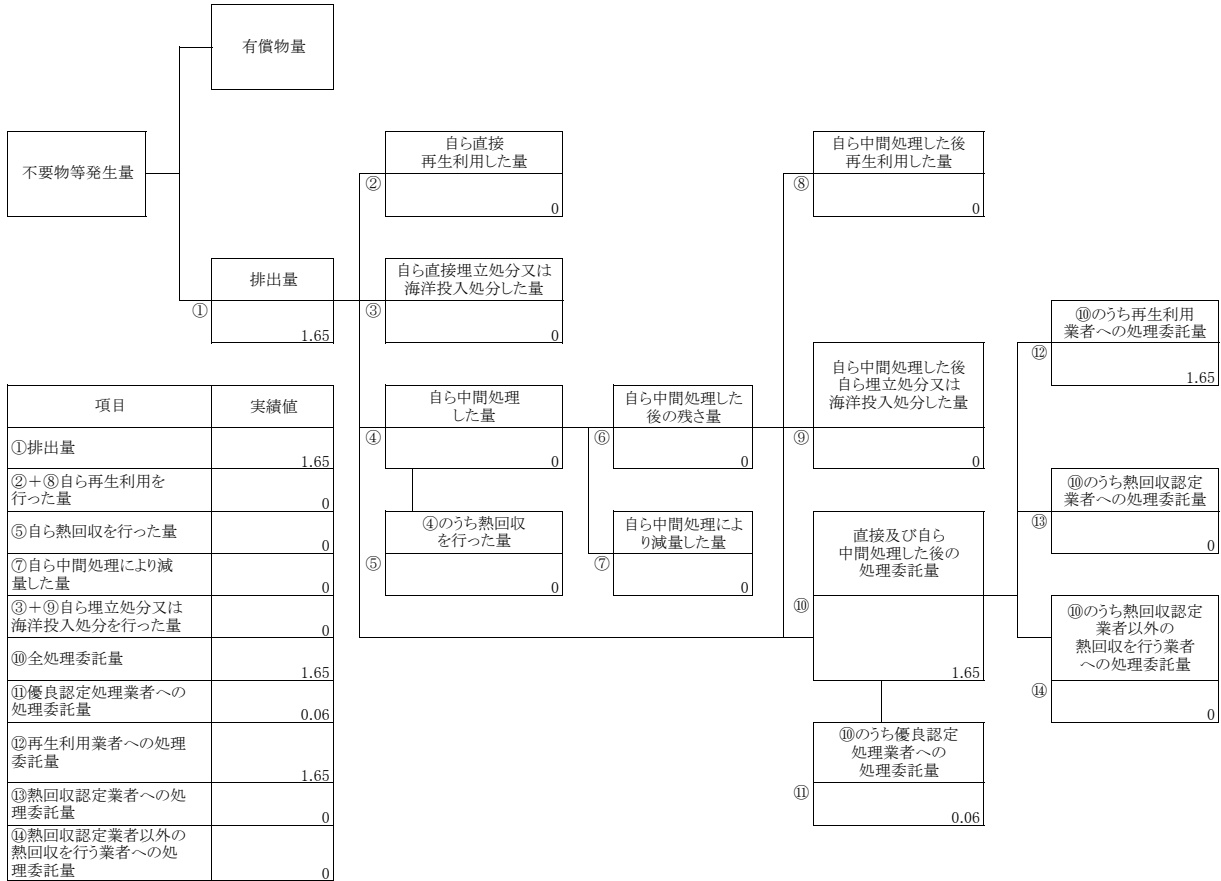 有償物量
不要物等発生量
自ら直接
再生利用した量
②
0
自ら中間処理した後
再生利用した量
⑧
0
排出量
①
1.65
自ら直接埋立処分又は
海洋投入処分した量
③
0
自ら中間処理
した量
④
0
自ら中間処理した
後の残さ量
⑥
0
自ら中間処理した後
自ら埋立処分又は
海洋投入処分した量
⑨
0
⑩のうち再生利用
業者への処理委託量
⑫
1.65
④のうち熱回収
を行った量
⑤
0
自ら中間処理によ
り減量した量
⑦
0
直接及び自ら
中間処理した後の
処理委託量
⑩
1.65
⑩のうち熱回収認定
業者への処理委託量
⑬
0
⑩のうち熱回収認定
業者以外の
熱回収を行う業者
への処理委託量
⑭
0
⑩のうち優良認定
処理業者への
処理委託量
⑪
0.06
項目 実績値
①排出量
1.65
②+⑧自ら再生利用を
行った量
0
⑤自ら熱回収を行った量
0
⑦自ら中間処理により減
量した量
0
③+⑨自ら埋立処分又は
海洋投入処分を行った量
0
⑩全処理委託量
1.65
⑪優良認定処理業者への
処理委託量
0.06
⑫再生利用業者への処理
委託量
1.65
⑬熱回収認定業者への処
理委託量
0
⑭熱回収認定業者以外の
熱回収を行う業者への処
理委託量
0